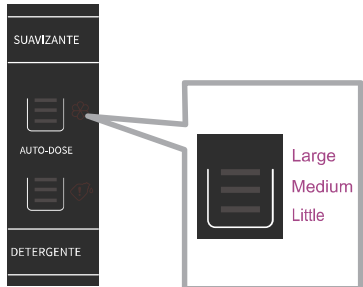 SUAVIZANTE
AUTO-DOSE
DETERGENTE
Large
Medium
Little